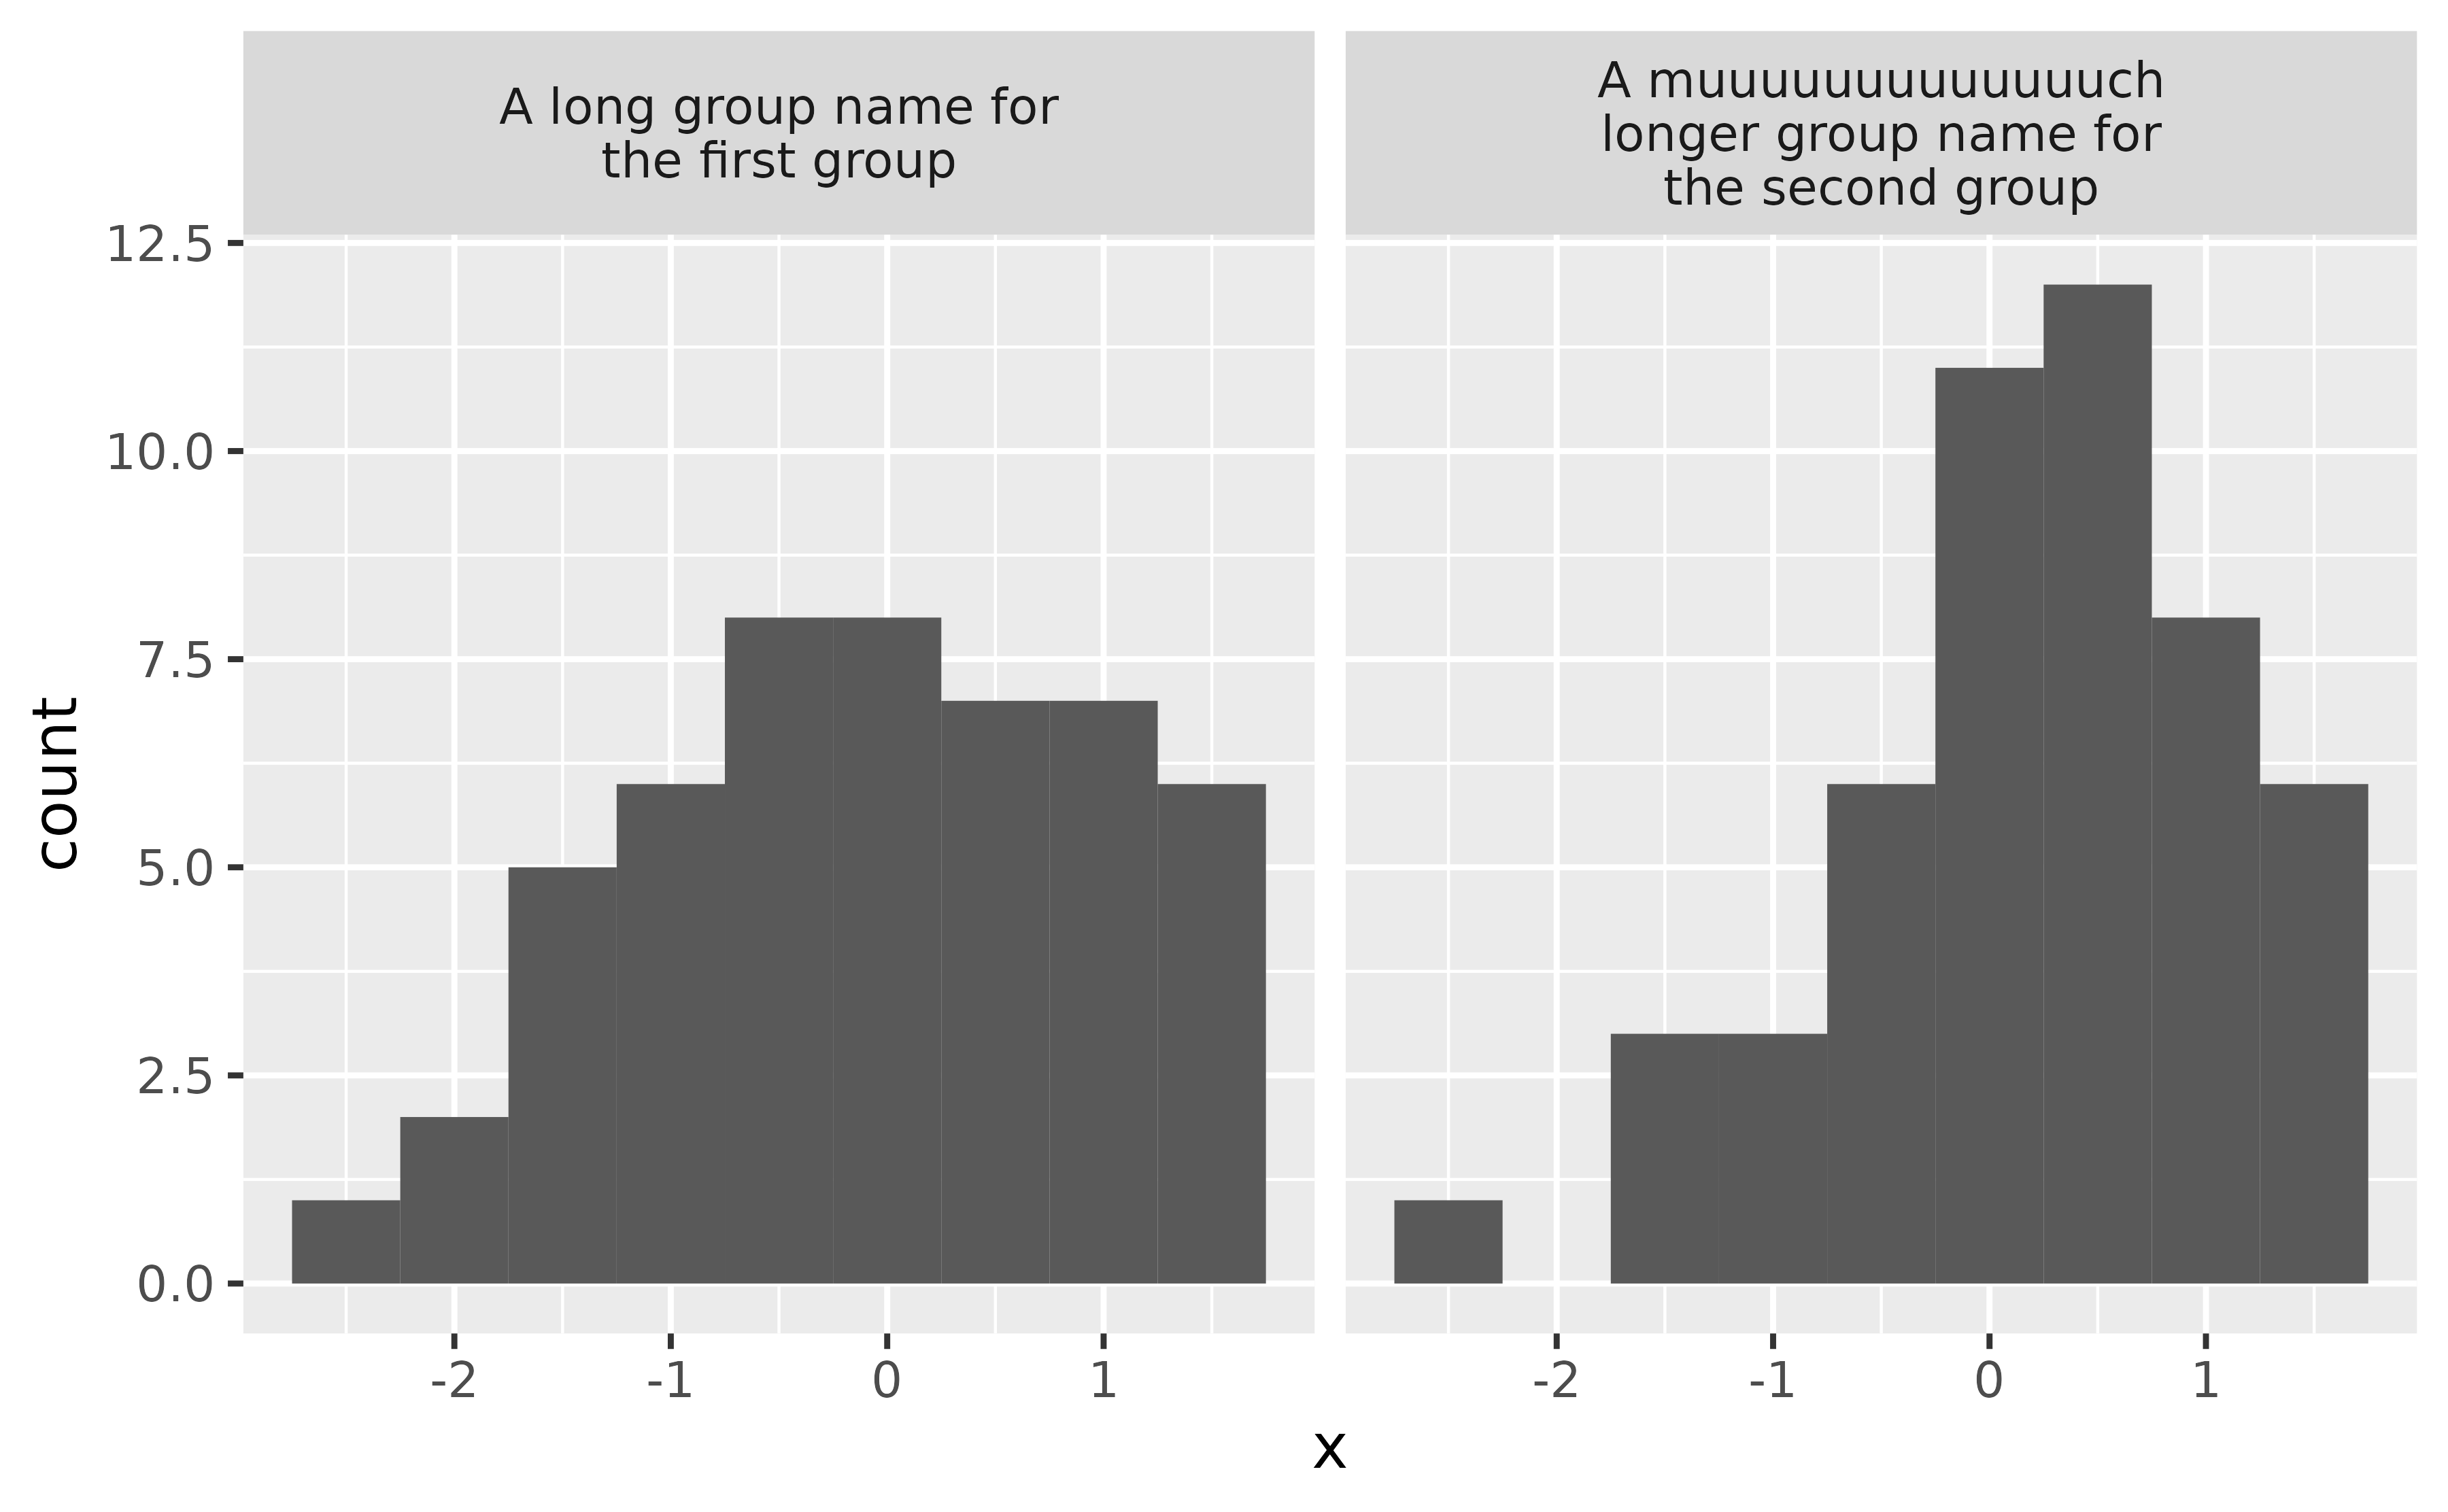 A long group name for
the first group
A muuuuuuuuuuuuuuch
longer group name for
the second group
12.5
10.0
7.5
5.0
2.5
0.0
count
-2 -1 0 1
-2 -1 0 1
x